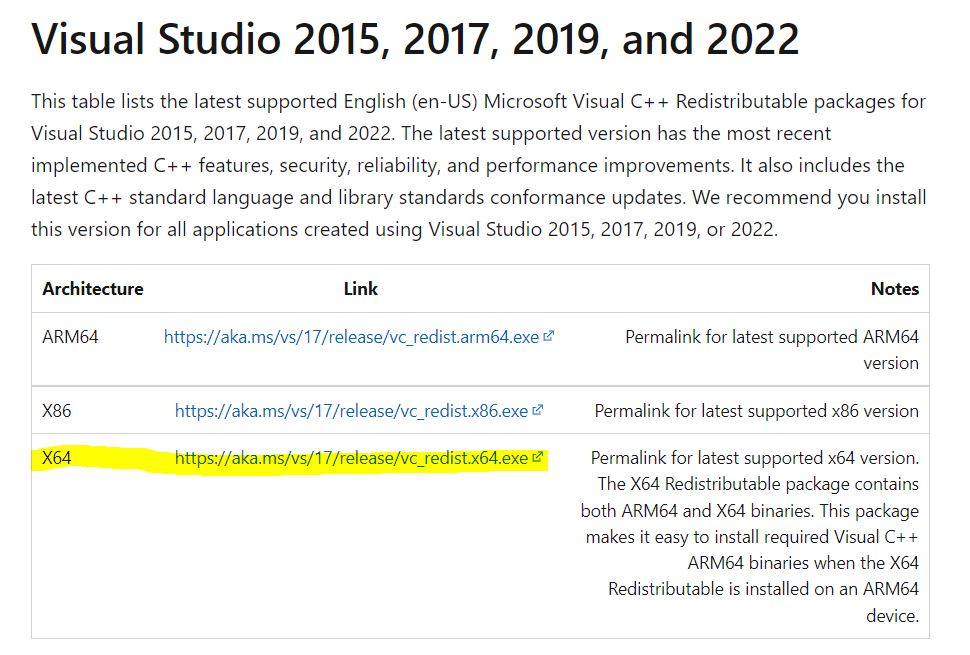 Visual Studio 2015, 2017, 2019, and 2022
This table lists the latest supported English (en-US) Microsoft Visual C++ Redistributable packages for
Visual Studio 2015, 2017, 2019, and 2022. The latest supported version has the most recent
implemented C++ features, security, reliability, and performance improvements. It also includes the
latest C++ standard language and library standards conformance updates. We recommend you install
this version for all applications created using Visual Studio 2015, 2017, 2019, or 2022.
Architecture Link Notes
ARM64 https://aka.ms/vs/17/release/vc_redist.arm64.exe Permalink for latest supported ARM64
version
X86 https://aka.ms/vs/17/release/vc_redist.x86.exe Permalink for latest supported x86 version
X64 https://aka.ms/vs/17/release/vc_redist.x64.exe Permalink for latest supported x64 version.
The X64 Redistributable package contains
both ARM64 and X64 binaries. This package
makes it easy to install required Visual C++
ARM64 binaries when the X64
Redistributable is installed on an ARM64
device.